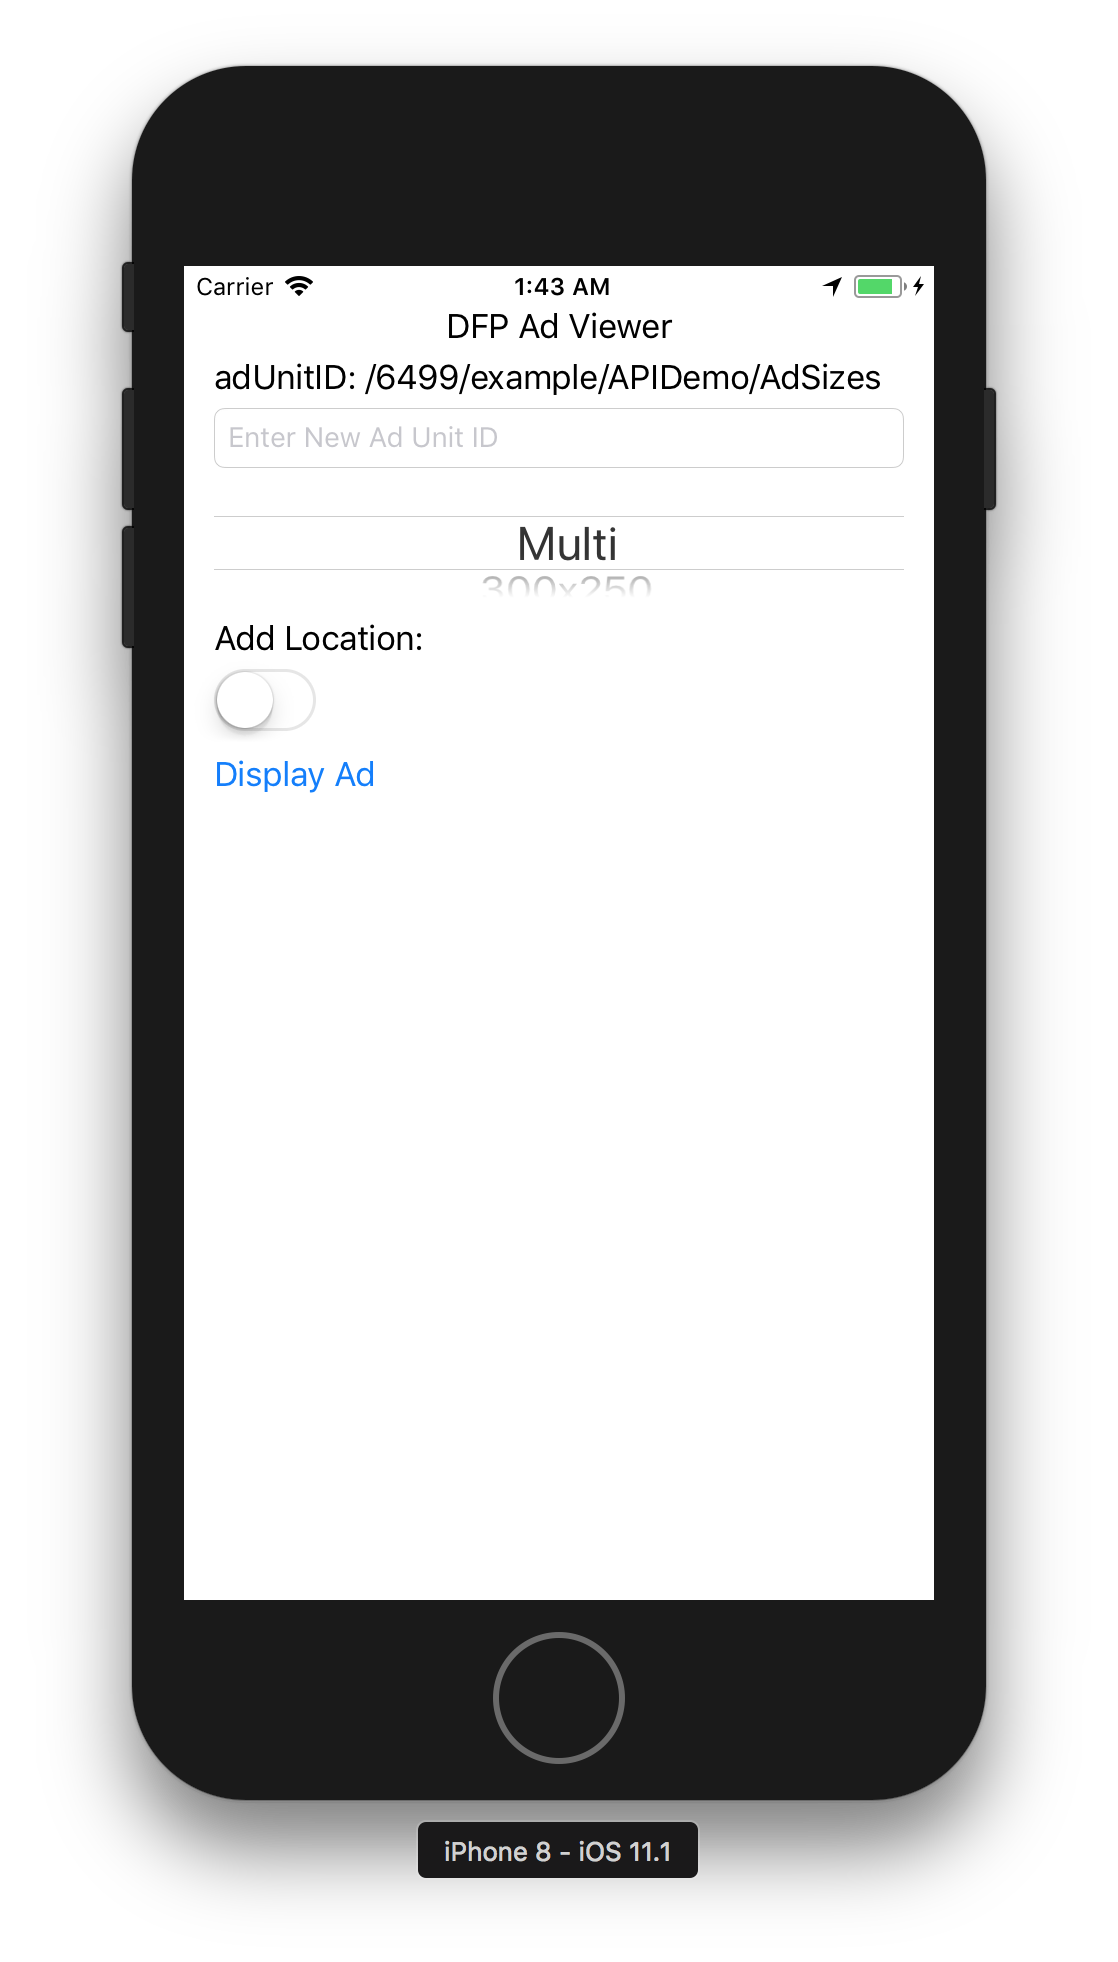 Carrier 1:43 AM
DFP Ad Viewer
adUnitID: /6499/example/APIDemo/AdSizes
Enter New Ad Unit ID
Multi
300x250
Add Location:
Display Ad
iPhone 8 - iOS 11.1